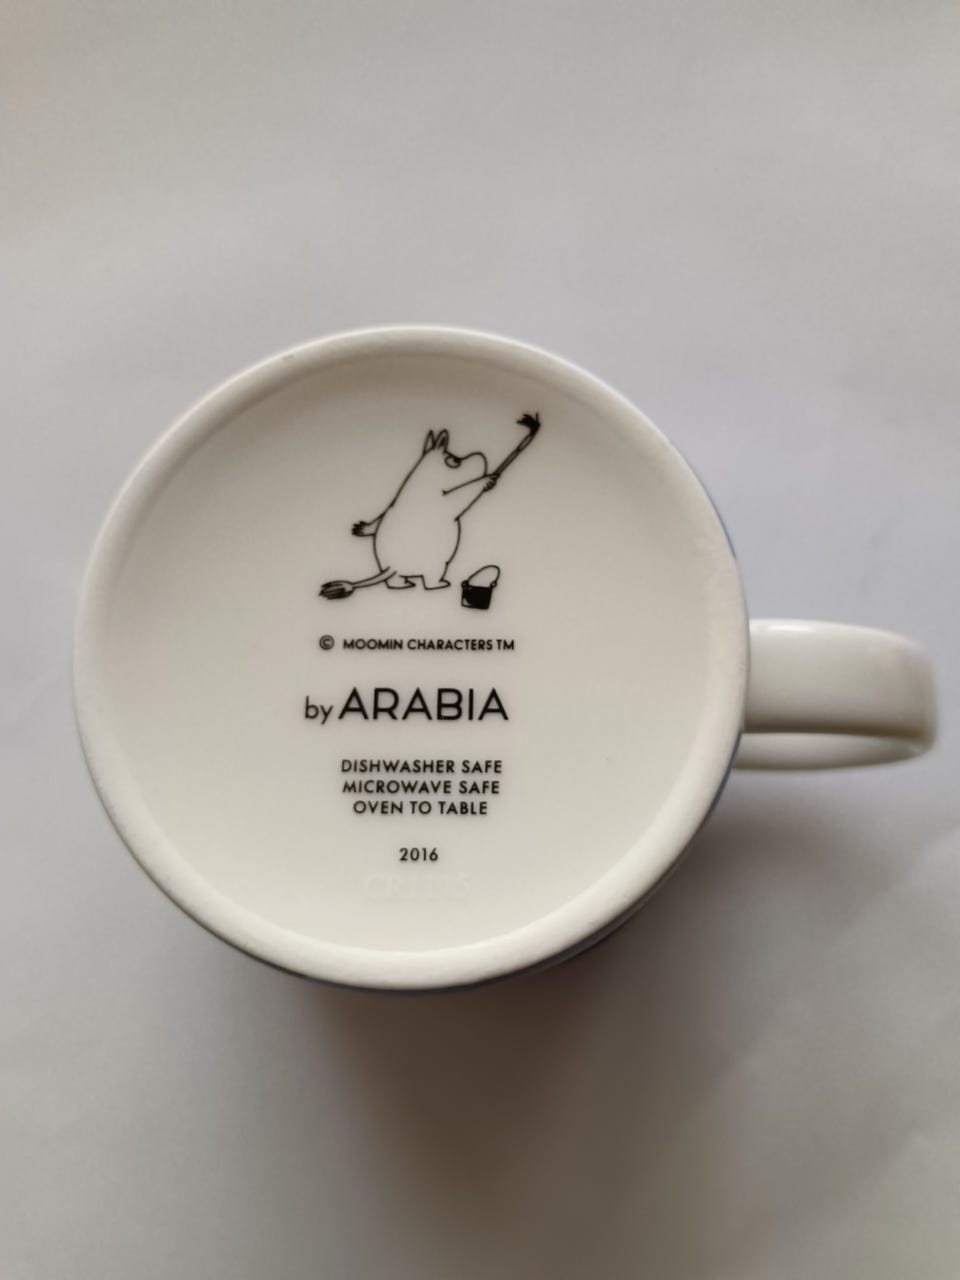 © MOOMIN CHARACTERS TM
by ARABIA
DISHWASHER SAFE
MICROWAVE SAFE
OVEN TO TABLE
2016